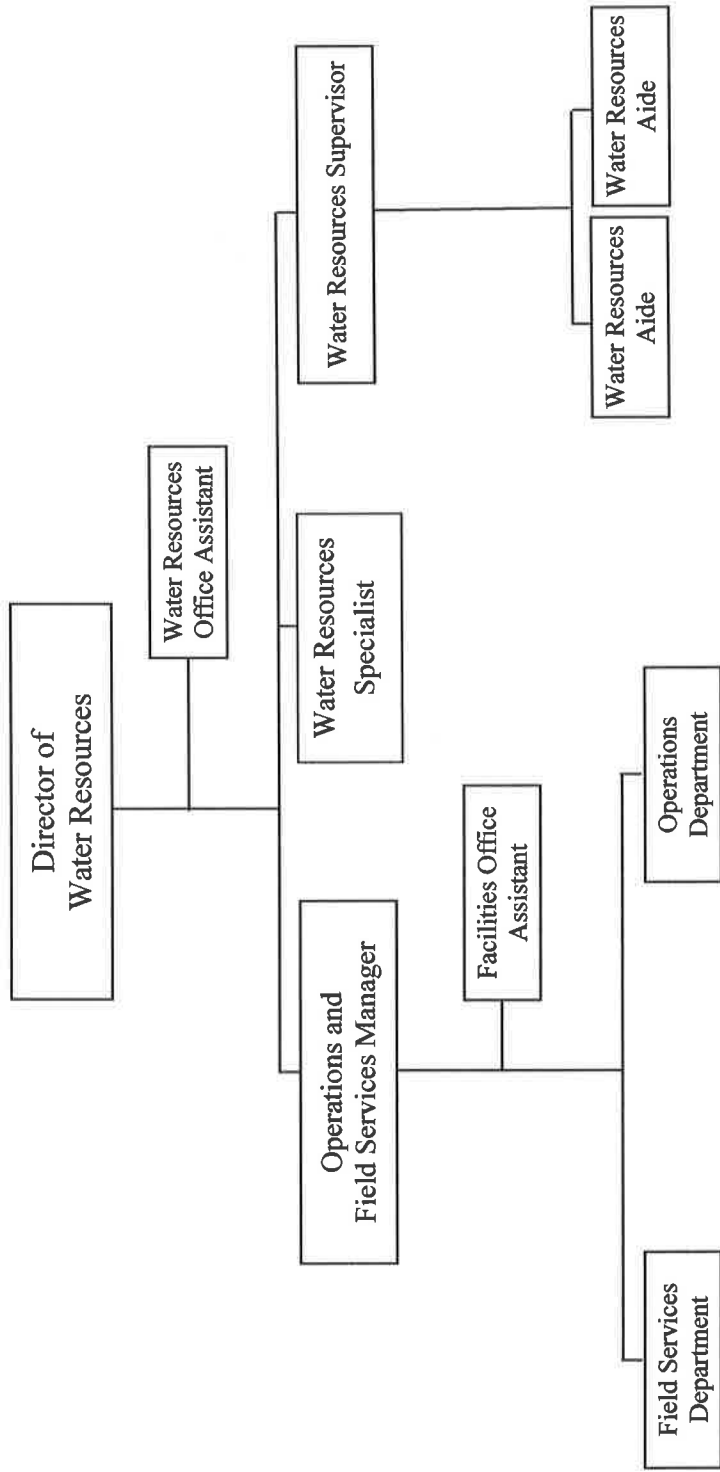 Director of
Water Resources
Water Resources
Office Assistant
Operations and
Field Services Manager
Water Resources
Specialist
Water Resources Supervisor
Facilities Office
Assistant
Water Resources
Aide
Water Resources
Aide
Field Services
Department
Operations
Department